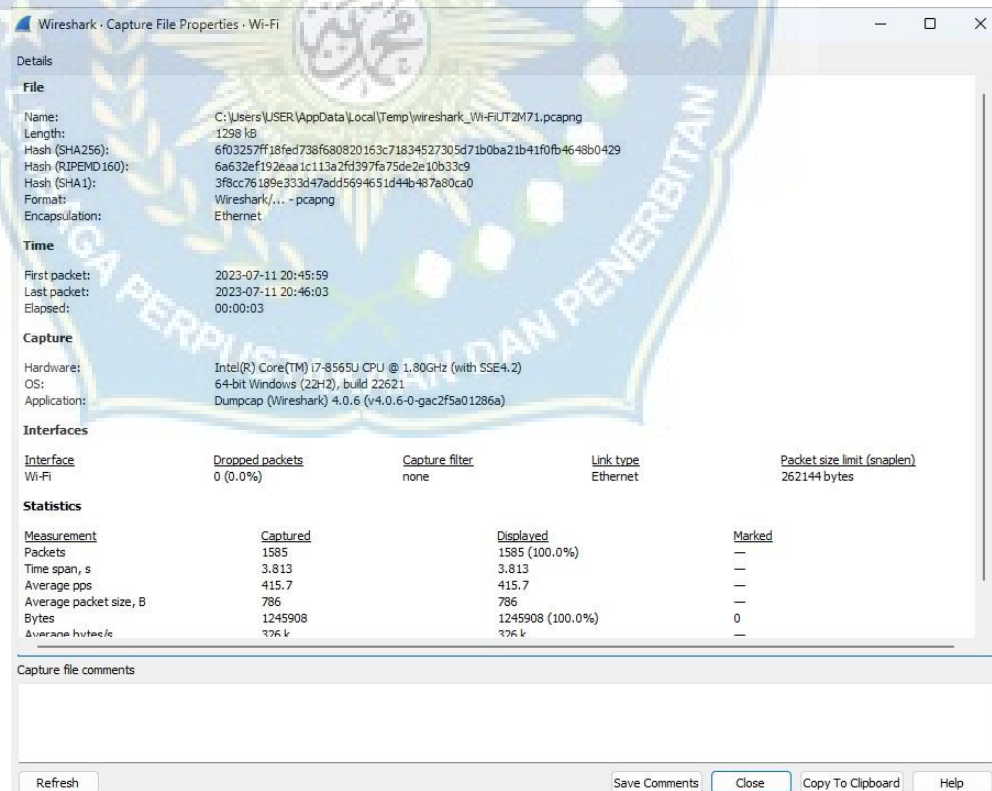 Wireshark · Capture File Properties · Wi-Fi
Details
File
Name: C:\Users\USER\AppData\Local\Temp\wireshark_Wi-FiUT2M71.pcapng
Length: 1298 kB
Hash (SHA256): 6f03257ff18fed738f680820163c71834527305d71b0ba21b41f0fb4648b0429
Hash (RIPEMD160): 6a632ef192eaa1c113a2fd397fa75de2e10b33c9
Hash (SHA1): 3f8cc76189e333d47add5694651d44b487a80ca0
Format: Wireshark/... - pcapng
Encapsulation: Ethernet
Time
First packet: 2023-07-11 20:45:59
Last packet: 2023-07-11 20:46:03
Elapsed: 00:00:03
Capture
Hardware: Intel(R) Core(TM) i7-8565U CPU @ 1.80GHz (with SSE4.2)
OS: 64-bit Windows (22H2), build 22621
Application: Dumpcap (Wireshark) 4.0.6 (v4.0.6-0-gac2f5a01286a)
Interfaces
Interface Dropped packets Capture filter Link type Packet size limit (snaplen)
Wi-Fi 0 (0.0%) none Ethernet 262144 bytes
Statistics
Measurement Captured Displayed Marked
Packets 1585 1585 (100.0%) —
Time span, s 3.813 3.813 —
Average pps 415.7 415.7 —
Average packet size, B 786 786 —
Bytes 1245908 1245908 (100.0%) 0
Average bytes/s 326 k 326 k —
Capture file comments
Refresh Save Comments Close Copy To Clipboard Help
PERPUSTAKAAN DAN PENERBITAN